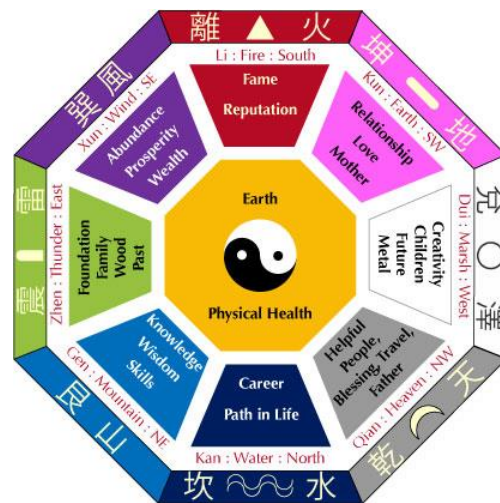 離 火
Li : Fire : South
Fame
Reputation
坤 地
Kun : Earth : SW
Relationship
Love
Mother
兌 澤
Dui : Marsh : West
Creativity
Children
Future
Metal
乾 天
Qian : Heaven : NW
Helpful
People,
Blessing, Travel,
Father
坎 水
Kan : Water : North
Career
Path in Life
艮 山
Gen : Mountain : NE
Knowledge
Wisdom
Skills
震 雷
Zhen : Thunder : East
Foundation
Family
Wood
Past
巽 風
Xun : Wind : SE
Abundance
Prosperity
Wealth
Earth
Physical Health